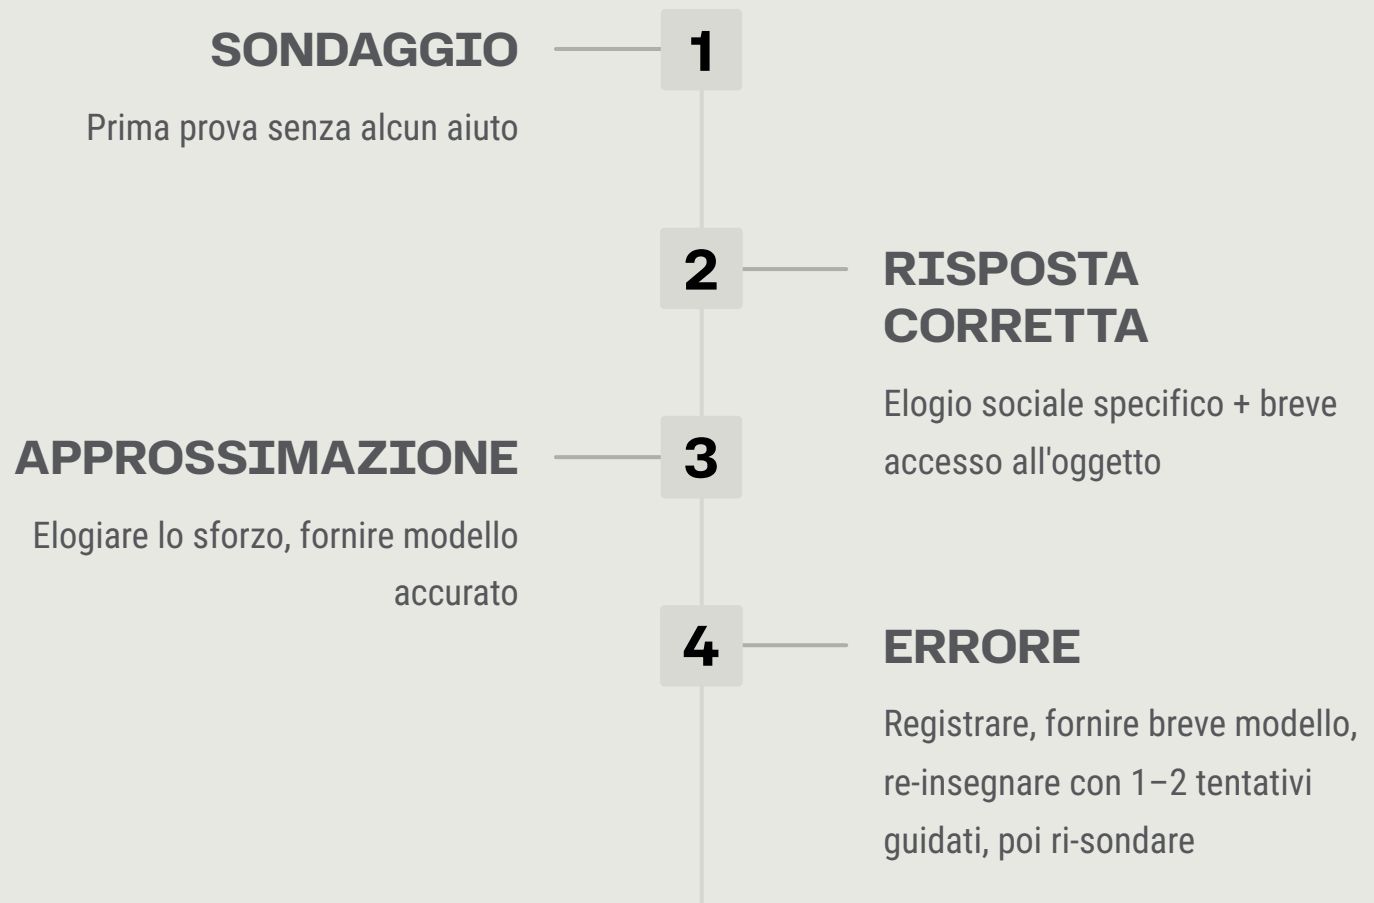 SONDAGGIO
1
Prima prova senza alcun aiuto
2
RISPOSTA
CORRETTA
Elogio sociale specifico + breve
accesso all'oggetto
APPROSSIMAZIONE
3
Elogiare lo sforzo, fornire modello
accurato
4
ERRORE
Registrare, fornire breve modello,
re-insegnare con 1–2 tentativi
guidati, poi ri-sondare